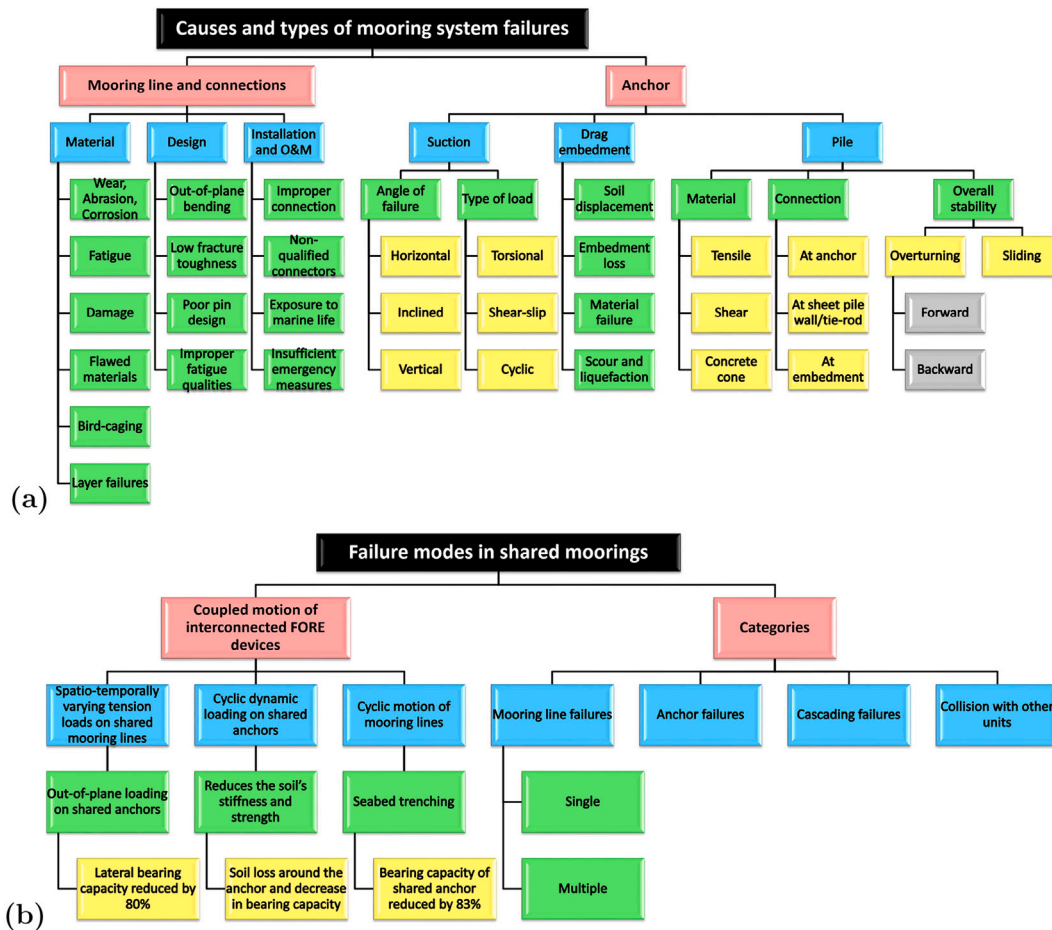 Causes and types of mooring system failures
Mooring line and connections
Anchor
Material
Design
Installation
and O&M
Suction
Drag
embedment
Pile
Wear,
Abrasion,
Corrosion
Out-of-plane
bending
Improper
connection
Angle of
failure
Type of load
Soil
displacement
Material
Connection
Overall
stability
Fatigue
Low fracture
toughness
Non-
qualified
connectors
Horizontal
Torsional
Embedment
loss
Tensile
At anchor
Overturning
Sliding
Damage
Poor pin
design
Exposure to
marine life
Inclined
Shear-slip
Material
failure
Shear
At sheet pile
wall/tie-rod
Forward
Flawed
materials
Improper
fatigue
qualities
Insufficient
emergency
measures
Vertical
Cyclic
Scour and
liquefaction
Concrete
cone
At
embedment
Backward
Bird-caging
Layer failures
(a)
Failure modes in shared moorings
Coupled motion of
interconnected FORE
devices
Categories
Spatio-temporally
varying tension
loads on shared
mooring lines
Cyclic dynamic
loading on shared
anchors
Cyclic motion of
mooring lines
Mooring line failures
Anchor failures
Cascading failures
Collision with other
units
Out-of-plane loading
on shared anchors
Reduces the soil's
stiffness and
strength
Seabed trenching
Single
Lateral bearing
capacity reduced by
80%
Soil loss around the
anchor and decrease
in bearing capacity
Bearing capacity of
shared anchor
reduced by 83%
Multiple
(b)